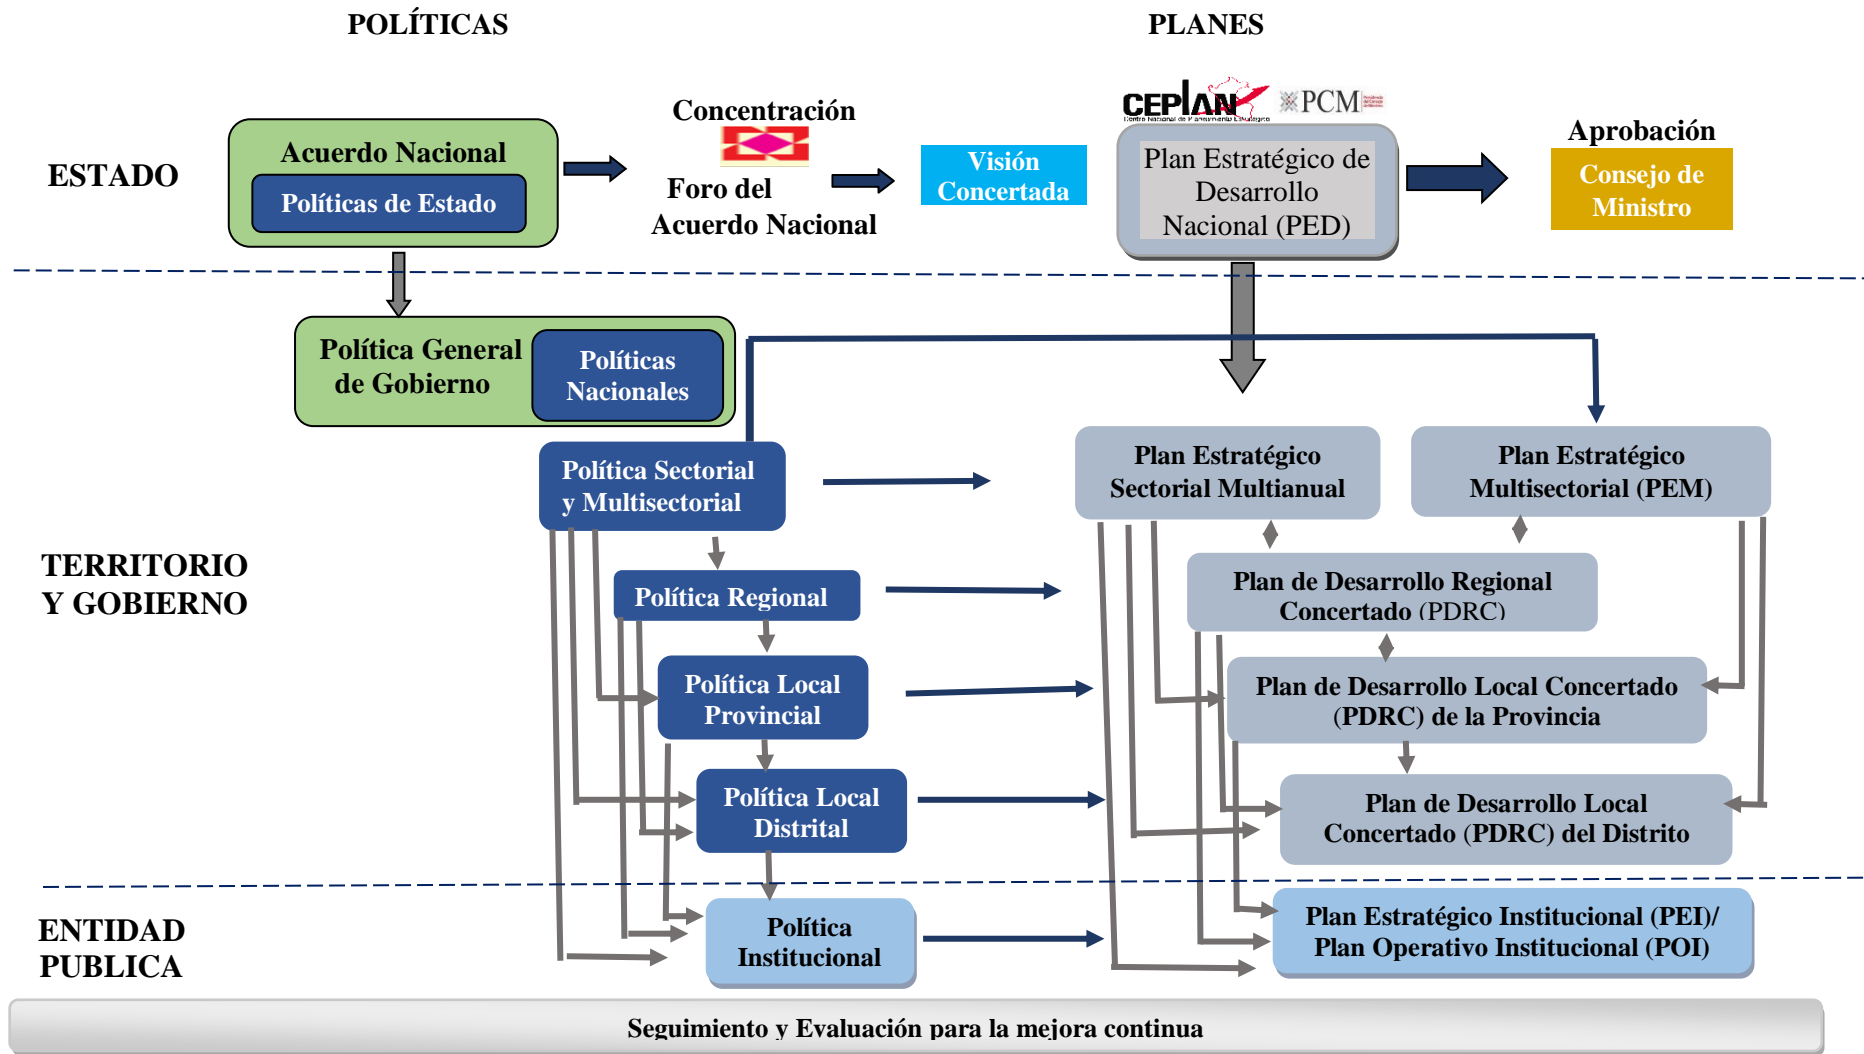 POLÍTICAS
PLANES
ESTADO
Acuerdo Nacional
Políticas de Estado
Concentración
Foro del
Acuerdo Nacional
Visión
Concertada
CEPLAN
Centro Nacional de Planeamiento Estratégico
PCM
Plan Estratégico de
Desarrollo
Nacional (PED)
Aprobación
Consejo de
Ministro
TERRITORIO
Y GOBIERNO
Política General
de Gobierno
Políticas
Nacionales
Política Sectorial
y Multisectorial
Plan Estratégico
Sectorial Multianual
Plan Estratégico
Multisectorial (PEM)
Política Regional
Plan de Desarrollo Regional
Concertado (PDRC)
Política Local
Provincial
Plan de Desarrollo Local Concertado
(PDRC) de la Provincia
Política Local
Distrital
Plan de Desarrollo Local
Concertado (PDRC) del Distrito
ENTIDAD
PUBLICA
Política
Institucional
Plan Estratégico Institucional (PEI)/
Plan Operativo Institucional (POI)
Seguimiento y Evaluación para la mejora continua